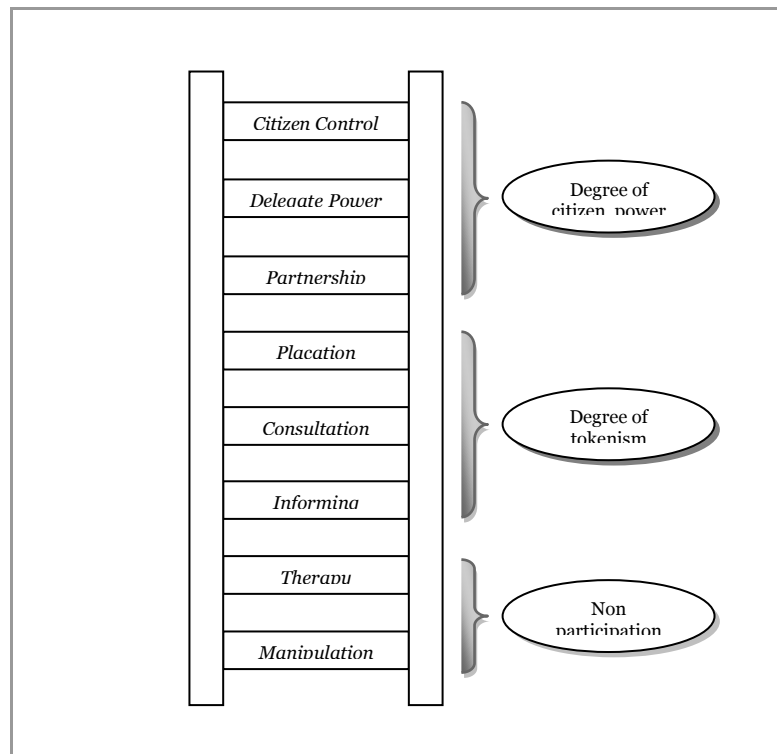 Citizen Control
Degree of
citizen power
Delegate Power
Partnership
Placation
Degree of
tokenism
Consultation
Informing
Therapy
Non
participation
Manipulation